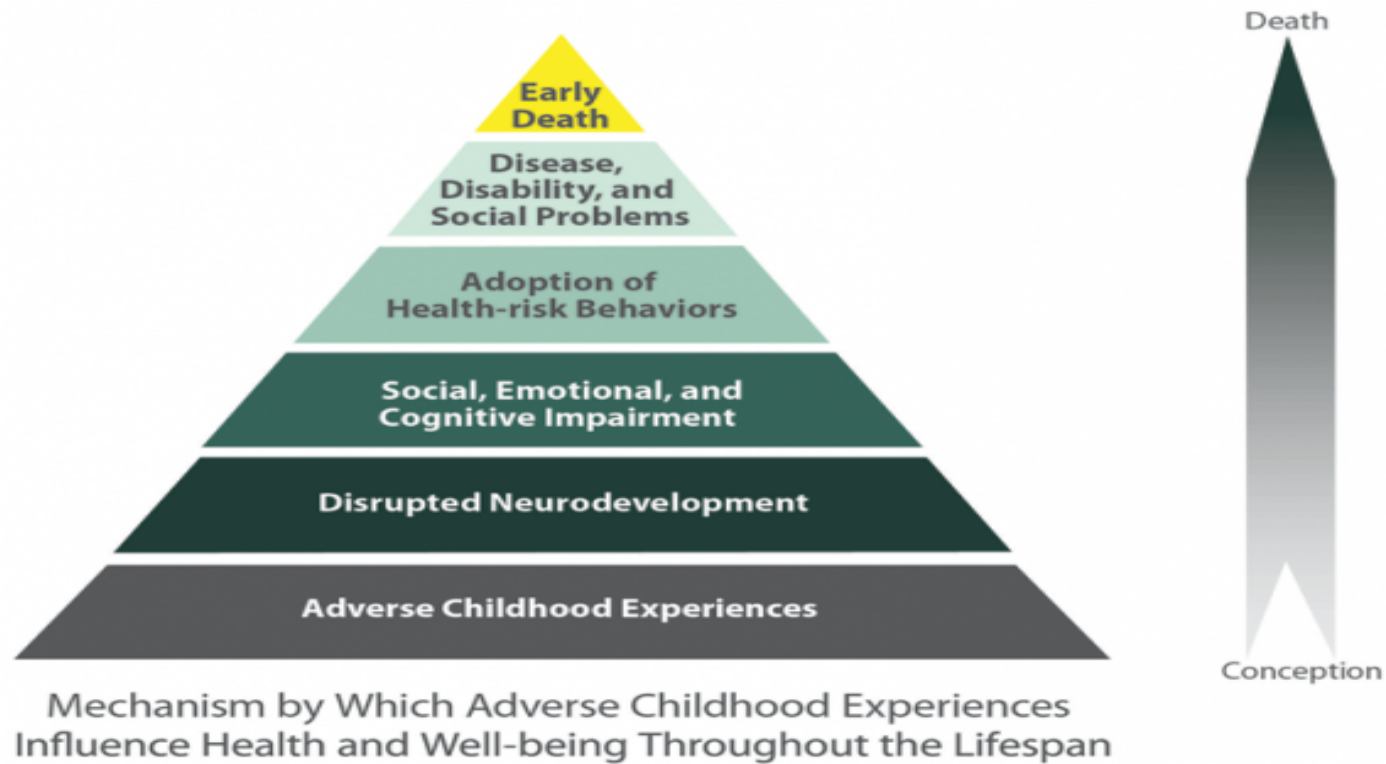 Death
Early
Death
Disease,
Disability, and
Social Problems
Adoption of
Health-risk Behaviors
Social, Emotional, and
Cognitive Impairment
Disrupted Neurodevelopment
Adverse Childhood Experiences
Conception
Mechanism by Which Adverse Childhood Experiences
Influence Health and Well-being Throughout the Lifespan